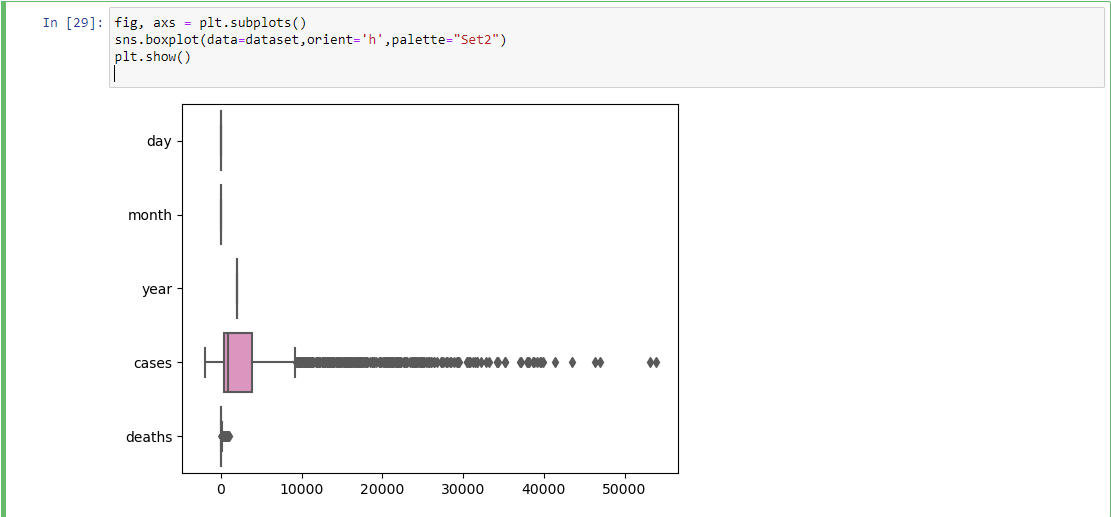 In [29]: fig, axs = plt.subplots()
sns.boxplot(data=dataset,orient='h',palette="Set2")
plt.show()
day
month
year
cases
deaths
0 10000 20000 30000 40000 50000